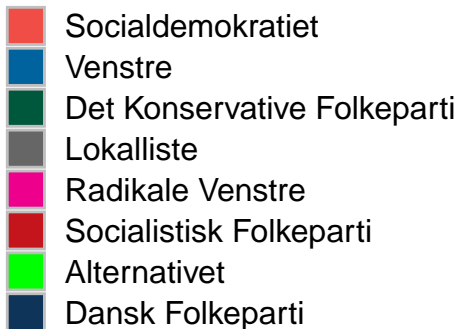 Socialdemokratiet
Venstre
Det Konservative Folkeparti
Lokalliste
Radikale Venstre
Socialistisk Folkeparti
Alternativet
Dansk Folkeparti